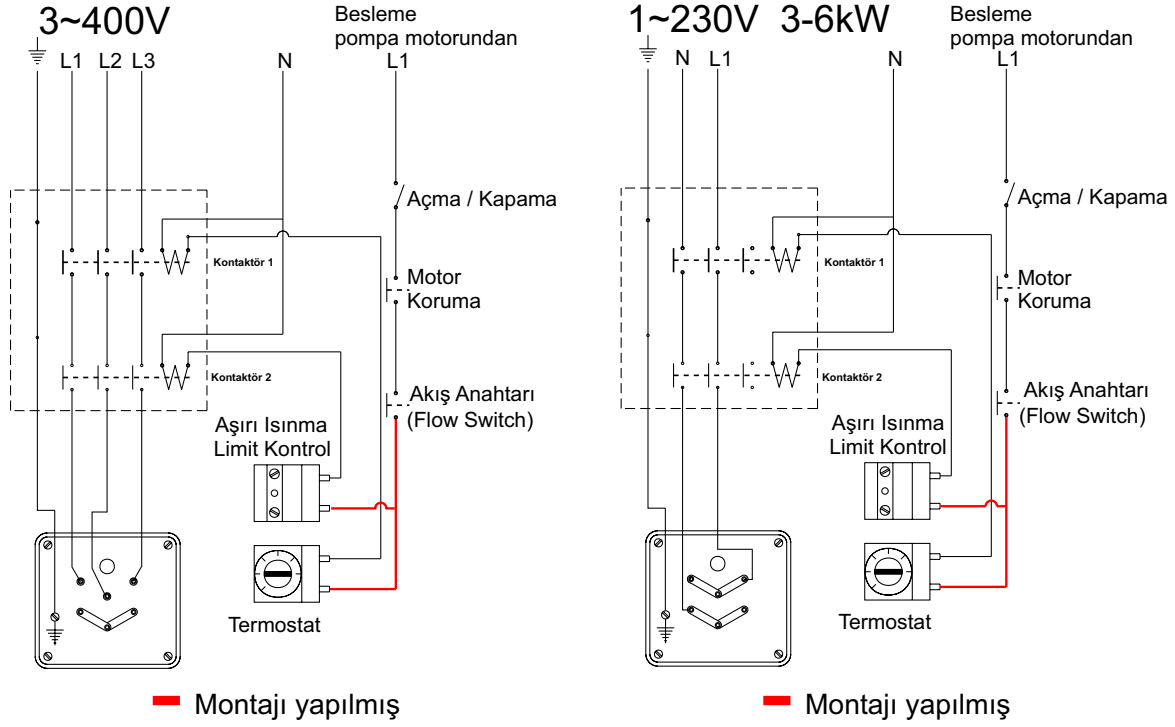 3~400V
Besleme
pompa motorundan
L1 L2 L3 N L1
Açma / Kapama
Kontaktör 1
Motor
Koruma
Kontaktör 2
Akış Anahtarı
(Flow Switch)
Aşırı Isınma
Limit Kontrol
Termostat
Montajı yapılmış
1~230V 3-6kW
Besleme
pompa motorundan
N L1 N L1
Açma / Kapama
Kontaktör 1
Motor
Koruma
Kontaktör 2
Akış Anahtarı
(Flow Switch)
Aşırı Isınma
Limit Kontrol
Termostat
Montajı yapılmış